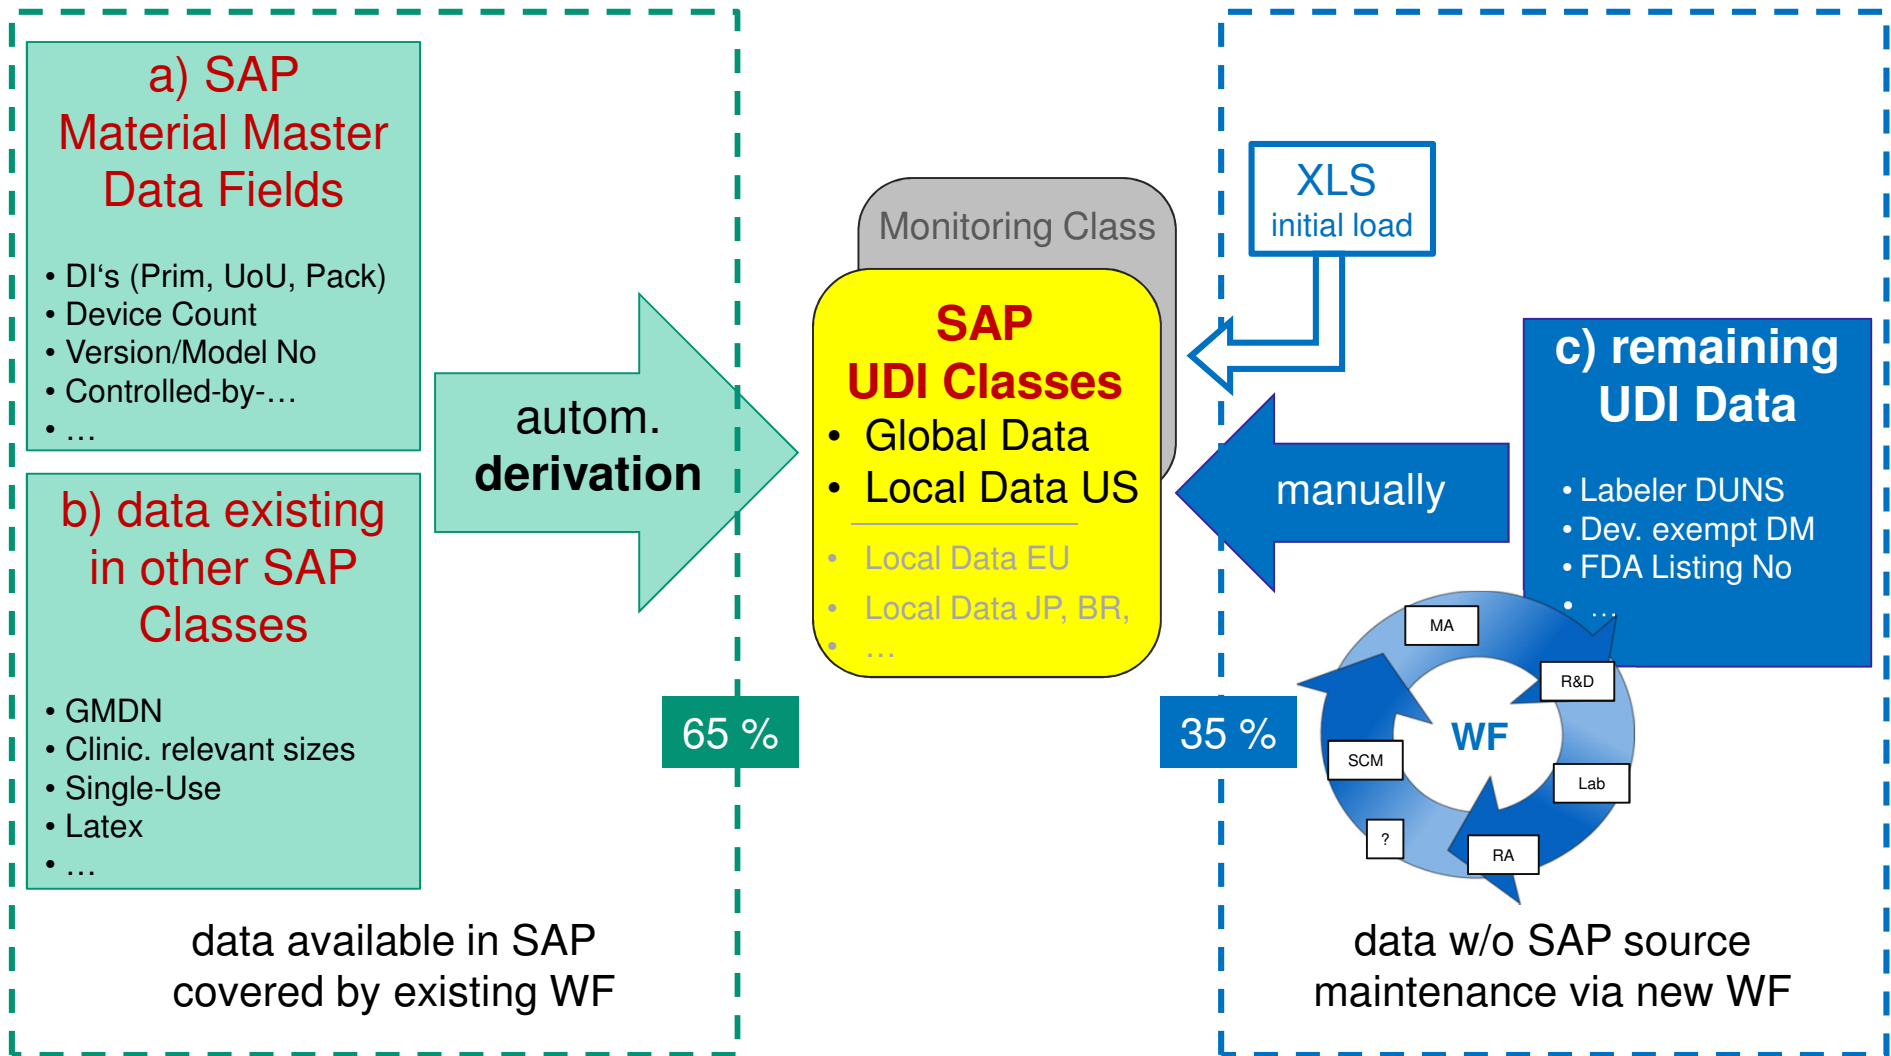 a) SAP
Material Master
Data Fields
• DI‘s (Prim, UoU, Pack)
• Device Count
• Version/Model No
• Controlled-by-…
• …
b) data existing
in other SAP
Classes
• GMDN
• Clinic. relevant sizes
• Single-Use
• Latex
• …
autom.
derivation
65 %
data available in SAP
covered by existing WF
Monitoring Class
SAP
UDI Classes
• Global Data
• Local Data US
• Local Data EU
• Local Data JP, BR,
• …
XLS
initial load
manually
c) remaining
UDI Data
• Labeler DUNS
• Dev. exempt DM
• FDA Listing No
• …
35 %
MA
R&D
WF
SCM
Lab
?
RA
data w/o SAP source
maintenance via new WF